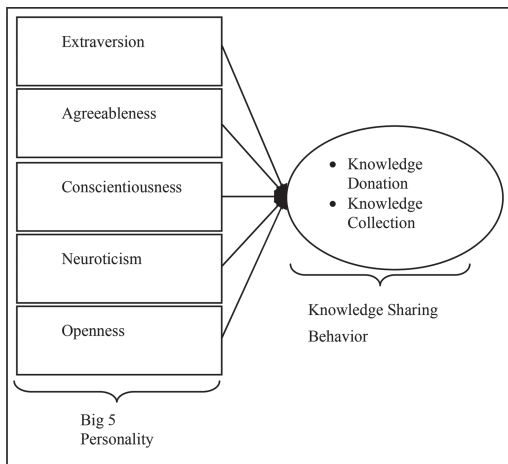 Extraversion
Agreeableness
Conscientiousness
Neuroticism
Openness
Big 5
Personality
• Knowledge
Donation
• Knowledge
Collection
Knowledge Sharing
Behavior